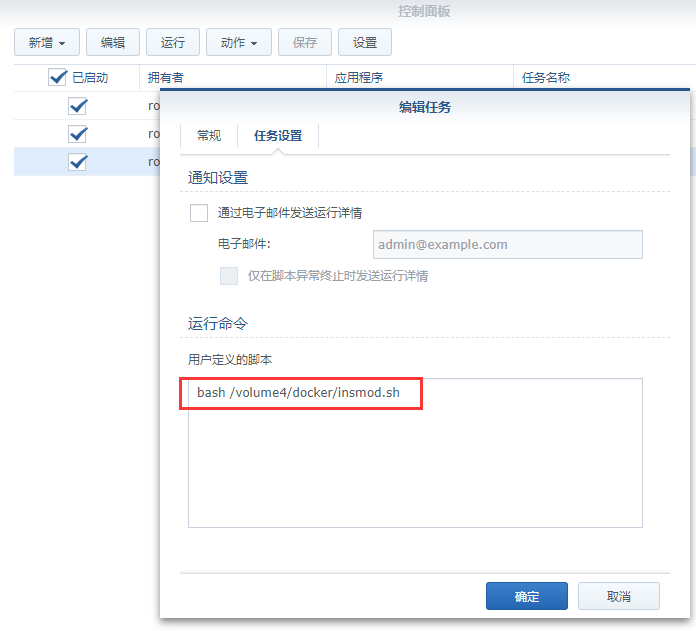 控制面板
新增 编辑 运行 动作 保存 设置
已启动 拥有者 应用程序 任务名称
ro
ro
ro
编辑任务
常规 任务设置
通知设置
通过电子邮件发送运行详情
电子邮件: admin@example.com
仅在脚本异常终止时发送运行详情
运行命令
用户定义的脚本
bash /volume4/docker/insmod.sh
确定 取消